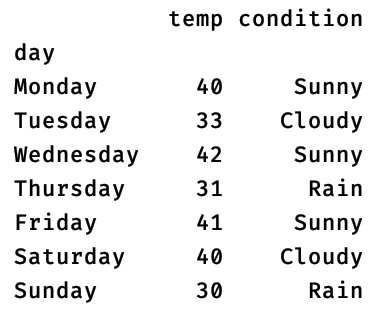 temp condition
day
Monday 40 Sunny
Tuesday 33 Cloudy
Wednesday 42 Sunny
Thursday 31 Rain
Friday 41 Sunny
Saturday 40 Cloudy
Sunday 30 Rain